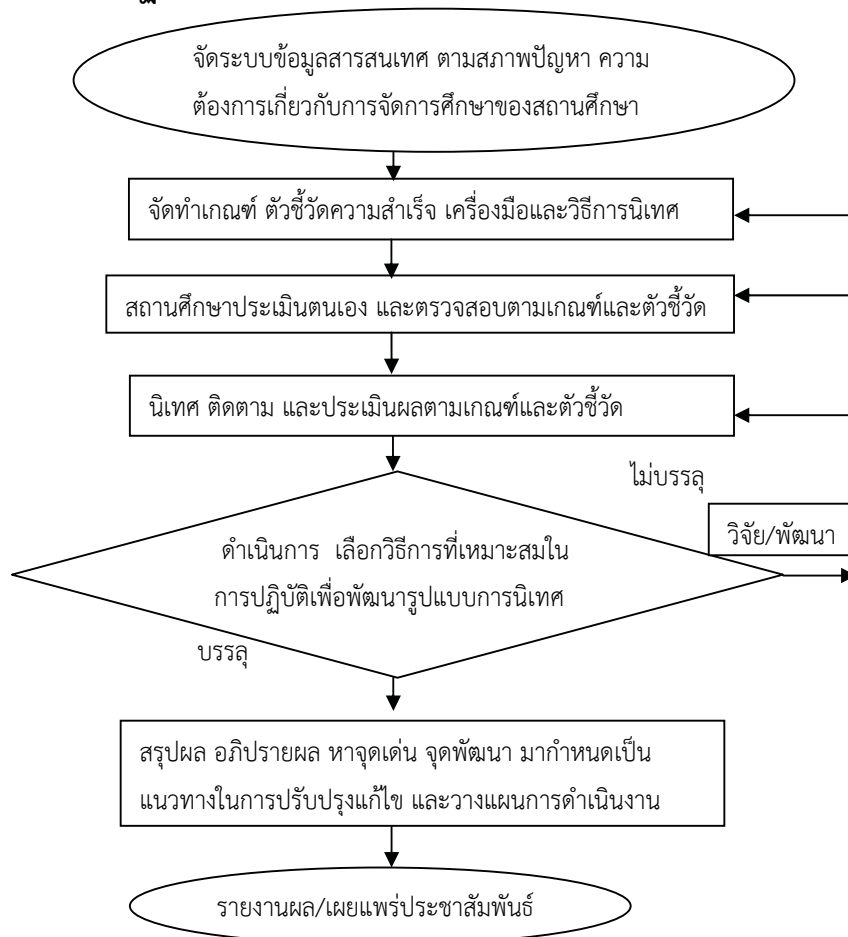 จัดระบบข้อมูลสารสนเทศ ตามสภาพปัญหา ความ
ต้องการเกี่ยวกับการจัดการศึกษาของสถานศึกษา
จัดทำเกณฑ์ ตัวชี้วัดความสำเร็จ เครื่องมือและวิธีการนิเทศ
สถานศึกษาประเมินตนเอง และตรวจสอบตามเกณฑ์และตัวชี้วัด
นิเทศ ติดตาม และประเมินผลตามเกณฑ์และตัวชี้วัด
ไม่บรรลุ
วิจัย/พัฒนา
ดำเนินการ เลือกวิธีการที่เหมาะสมใน
การปฏิบัติเพื่อพัฒนารูปแบบการนิเทศ
บรรลุ
สรุปผล อภิปรายผล หาจุดเด่น จุดพัฒนา มากำหนดเป็น
แนวทางในการปรับปรุงแก้ไข และวางแผนการดำเนินงาน
รายงานผล/เผยแพร่ประชาสัมพันธ์